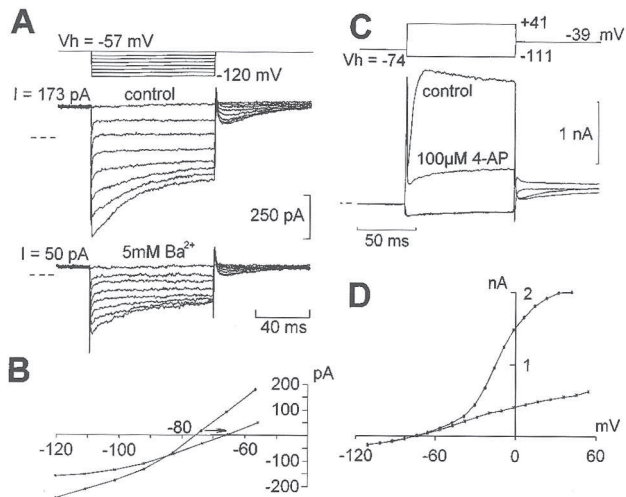 A
Vh = -57 mV
-120 mV
I = 173 pA
control
250 pA
I = 50 pA
5mM Ba²⁺
40 ms
B
pA
200
100
-80
-120
-100
-60
-100
-200
C
+41
-39 mV
Vh = -74
-111
control
1 nA
100µM 4-AP
50 ms
D
nA
2
1
mV
-120
-60
0
60